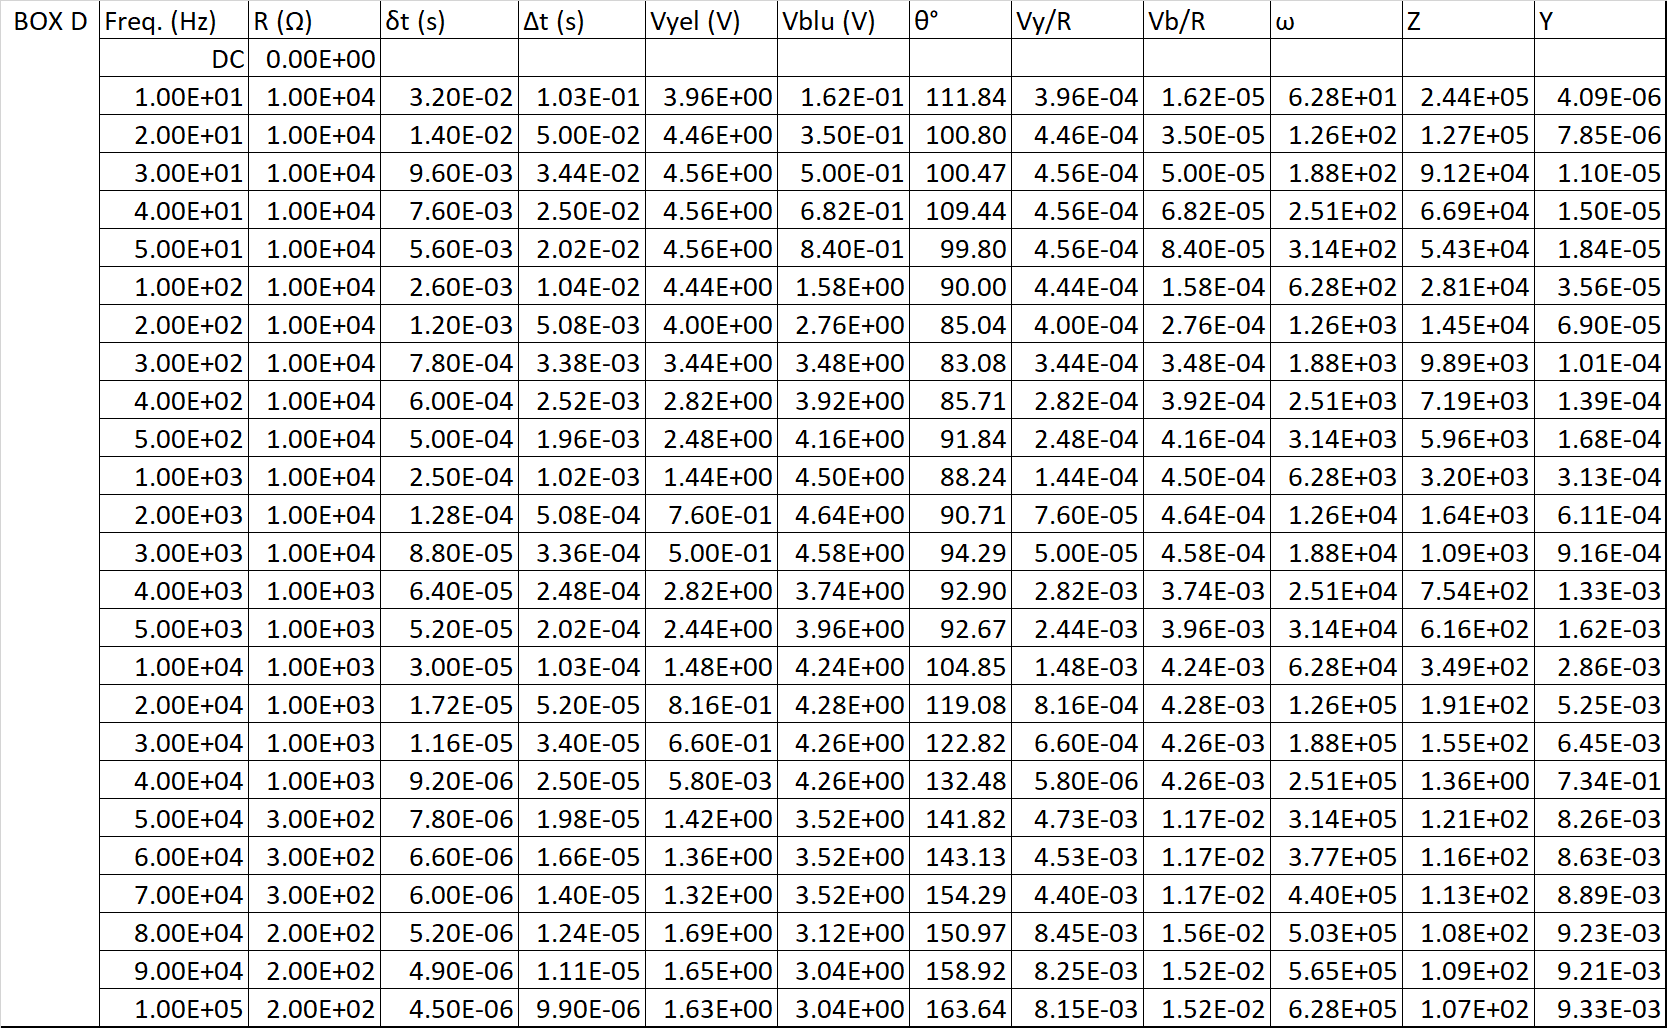 BOX D Freq. (Hz) R (Ω) δt (s) Δt (s) Vyel (V) Vblu (V) θ° Vy/R Vb/R ω Z Y
DC 0.00E+00
1.00E+01 1.00E+04 3.20E-02 1.03E-01 3.96E+00 1.62E-01 111.84 3.96E-04 1.62E-05 6.28E+01 2.44E+05 4.09E-06
2.00E+01 1.00E+04 1.40E-02 5.00E-02 4.46E+00 3.50E-01 100.80 4.46E-04 3.50E-05 1.26E+02 1.27E+05 7.85E-06
3.00E+01 1.00E+04 9.60E-03 3.44E-02 4.56E+00 5.00E-01 100.47 4.56E-04 5.00E-05 1.88E+02 9.12E+04 1.10E-05
4.00E+01 1.00E+04 7.60E-03 2.50E-02 4.56E+00 6.82E-01 109.44 4.56E-04 6.82E-05 2.51E+02 6.69E+04 1.50E-05
5.00E+01 1.00E+04 5.60E-03 2.02E-02 4.56E+00 8.40E-01 99.80 4.56E-04 8.40E-05 3.14E+02 5.43E+04 1.84E-05
1.00E+02 1.00E+04 2.60E-03 1.04E-02 4.44E+00 1.58E+00 90.00 4.44E-04 1.58E-04 6.28E+02 2.81E+04 3.56E-05
2.00E+02 1.00E+04 1.20E-03 5.08E-03 4.00E+00 2.76E+00 85.04 4.00E-04 2.76E-04 1.26E+03 1.45E+04 6.90E-05
3.00E+02 1.00E+04 7.80E-04 3.38E-03 3.44E+00 3.48E+00 83.08 3.44E-04 3.48E-04 1.88E+03 9.89E+03 1.01E-04
4.00E+02 1.00E+04 6.00E-04 2.52E-03 2.82E+00 3.92E+00 85.71 2.82E-04 3.92E-04 2.51E+03 7.19E+03 1.39E-04
5.00E+02 1.00E+04 5.00E-04 1.96E-03 2.48E+00 4.16E+00 91.84 2.48E-04 4.16E-04 3.14E+03 5.96E+03 1.68E-04
1.00E+03 1.00E+04 2.50E-04 1.02E-03 1.44E+00 4.50E+00 88.24 1.44E-04 4.50E-04 6.28E+03 3.20E+03 3.13E-04
2.00E+03 1.00E+04 1.28E-04 5.08E-04 7.60E-01 4.64E+00 90.71 7.60E-05 4.64E-04 1.26E+04 1.64E+03 6.11E-04
3.00E+03 1.00E+04 8.80E-05 3.36E-04 5.00E-01 4.58E+00 94.29 5.00E-05 4.58E-04 1.88E+04 1.09E+03 9.16E-04
4.00E+03 1.00E+03 6.40E-05 2.48E-04 2.82E+00 3.74E+00 92.90 2.82E-03 3.74E-03 2.51E+04 7.54E+02 1.33E-03
5.00E+03 1.00E+03 5.20E-05 2.02E-04 2.44E+00 3.96E+00 92.67 2.44E-03 3.96E-03 3.14E+04 6.16E+02 1.62E-03
1.00E+04 1.00E+03 3.00E-05 1.03E-04 1.48E+00 4.24E+00 104.85 1.48E-03 4.24E-03 6.28E+04 3.49E+02 2.86E-03
2.00E+04 1.00E+03 1.72E-05 5.20E-05 8.16E-01 4.28E+00 119.08 8.16E-04 4.28E-03 1.26E+05 1.91E+02 5.25E-03
3.00E+04 1.00E+03 1.16E-05 3.40E-05 6.60E-01 4.26E+00 122.82 6.60E-04 4.26E-03 1.88E+05 1.55E+02 6.45E-03
4.00E+04 1.00E+03 9.20E-06 2.50E-05 5.80E-03 4.26E+00 132.48 5.80E-06 4.26E-03 2.51E+05 1.36E+00 7.34E-01
5.00E+04 3.00E+02 7.80E-06 1.98E-05 1.42E+00 3.52E+00 141.82 4.73E-03 1.17E-02 3.14E+05 1.21E+02 8.26E-03
6.00E+04 3.00E+02 6.60E-06 1.66E-05 1.36E+00 3.52E+00 143.13 4.53E-03 1.17E-02 3.77E+05 1.16E+02 8.63E-03
7.00E+04 3.00E+02 6.00E-06 1.40E-05 1.32E+00 3.52E+00 154.29 4.40E-03 1.17E-02 4.40E+05 1.13E+02 8.89E-03
8.00E+04 2.00E+02 5.20E-06 1.24E-05 1.69E+00 3.12E+00 150.97 8.45E-03 1.56E-02 5.03E+05 1.08E+02 9.23E-03
9.00E+04 2.00E+02 4.90E-06 1.11E-05 1.65E+00 3.04E+00 158.92 8.25E-03 1.52E-02 5.65E+05 1.09E+02 9.21E-03
1.00E+05 2.00E+02 4.50E-06 9.90E-06 1.63E+00 3.04E+00 163.64 8.15E-03 1.52E-02 6.28E+05 1.07E+02 9.33E-03